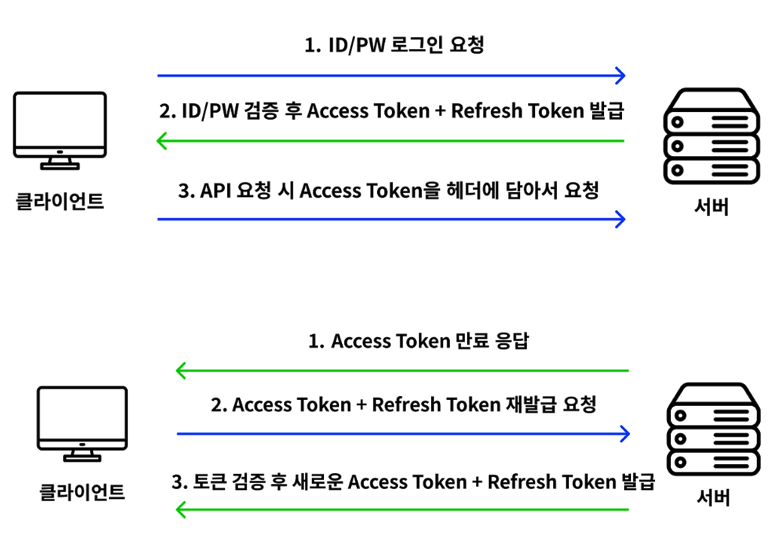 1. ID/PW 로그인 요청
2. ID/PW 검증 후 Access Token + Refresh Token 발급
3. API 요청 시 Access Token을 헤더에 담아서 요청
클라이언트
서버
1. Access Token 만료 응답
2. Access Token + Refresh Token 재발급 요청
3. 토큰 검증 후 새로운 Access Token + Refresh Token 발급
클라이언트
서버